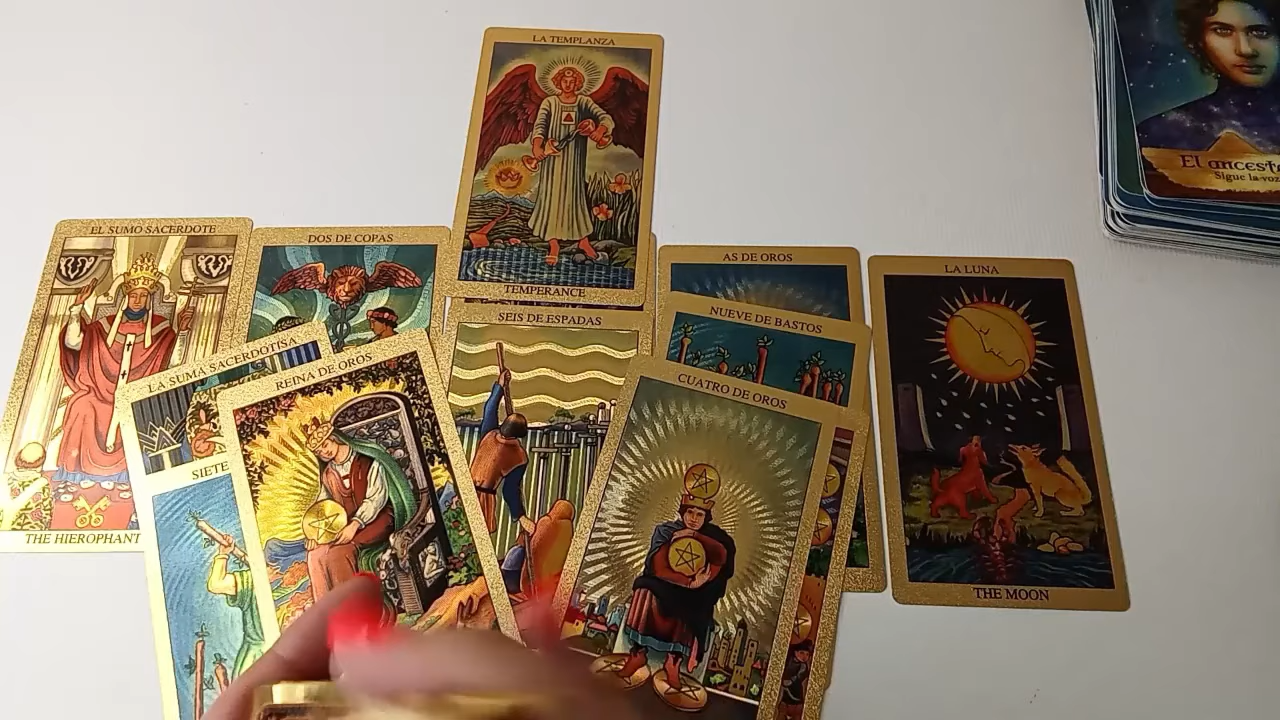 LA TEMPLANZA
TEMPERANCE
EL SUMO SACERDOTE
THE HIEROPHANT
DOS DE COPAS
LA SUMA SACERDOTISA
SIETE
REINA DE OROS
SEIS DE ESPADAS
AS DE OROS
NUEVE DE BASTOS
CUATRO DE OROS
LA LUNA
THE MOON
El ancest
Sigue la voz